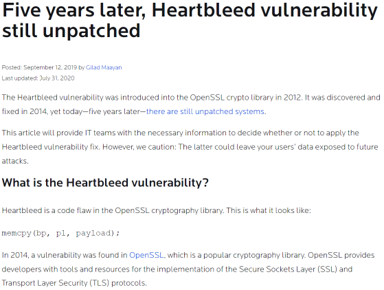 Five years later, Heartbleed vulnerability
still unpatched
Posted: September 12, 2019 by Gilad Maayan
Last updated: July 31, 2020
The Heartbleed vulnerability was introduced into the OpenSSL crypto library in 2012. It was discovered and
fixed in 2014, yet today—five years later—there are still unpatched systems.
This article will provide IT teams with the necessary information to decide whether or not to apply the
Heartbleed vulnerability fix. However, we caution: The latter could leave your users' data exposed to future
attacks.
What is the Heartbleed vulnerability?
Heartbleed is a code flaw in the OpenSSL cryptography library. This is what it looks like:
memcpy(bp, pl, payload);
In 2014, a vulnerability was found in OpenSSL, which is a popular cryptography library. OpenSSL provides
developers with tools and resources for the implementation of the Secure Sockets Layer (SSL) and
Transport Layer Security (TLS) protocols.